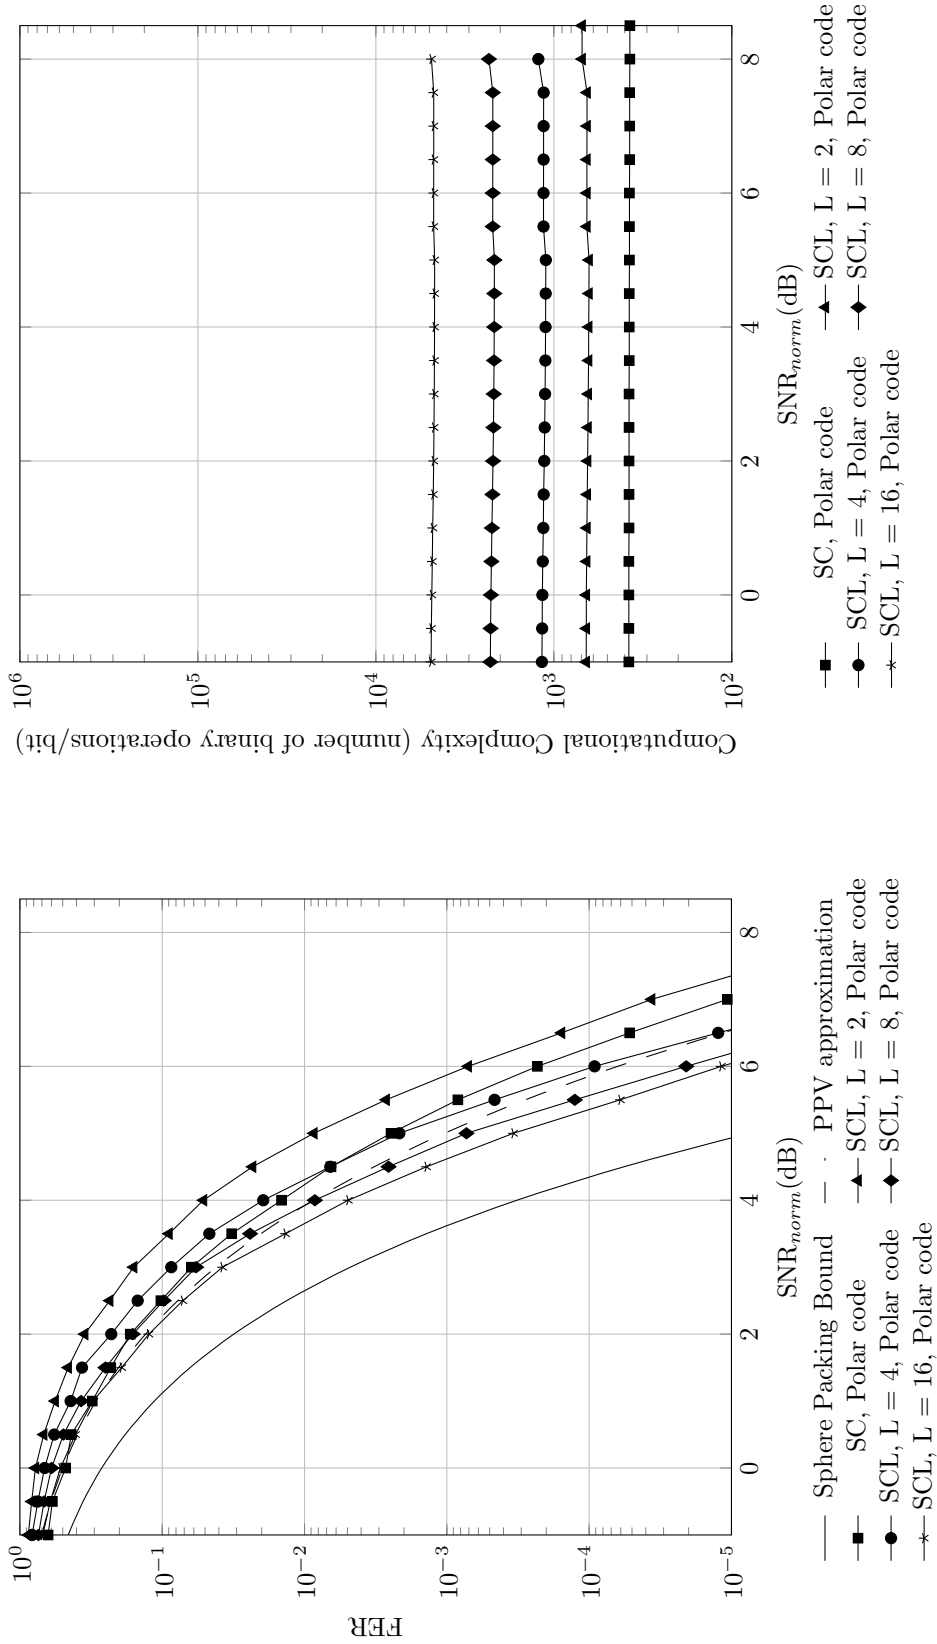 10^0
10^−1
10^−2
10^−3
10^−4
10^−5
FER
0
2
4
6
8
SNR_norm(dB)
Sphere Packing Bound
PPV approximation
SC, Polar code
SCL, L = 2, Polar code
SCL, L = 4, Polar code
SCL, L = 8, Polar code
SCL, L = 16, Polar code
10^6
10^5
10^4
10^3
10^2
Computational Complexity (number of binary operations/bit)
0
2
4
6
8
SNR_norm(dB)
SC, Polar code
SCL, L = 2, Polar code
SCL, L = 4, Polar code
SCL, L = 8, Polar code
SCL, L = 16, Polar code